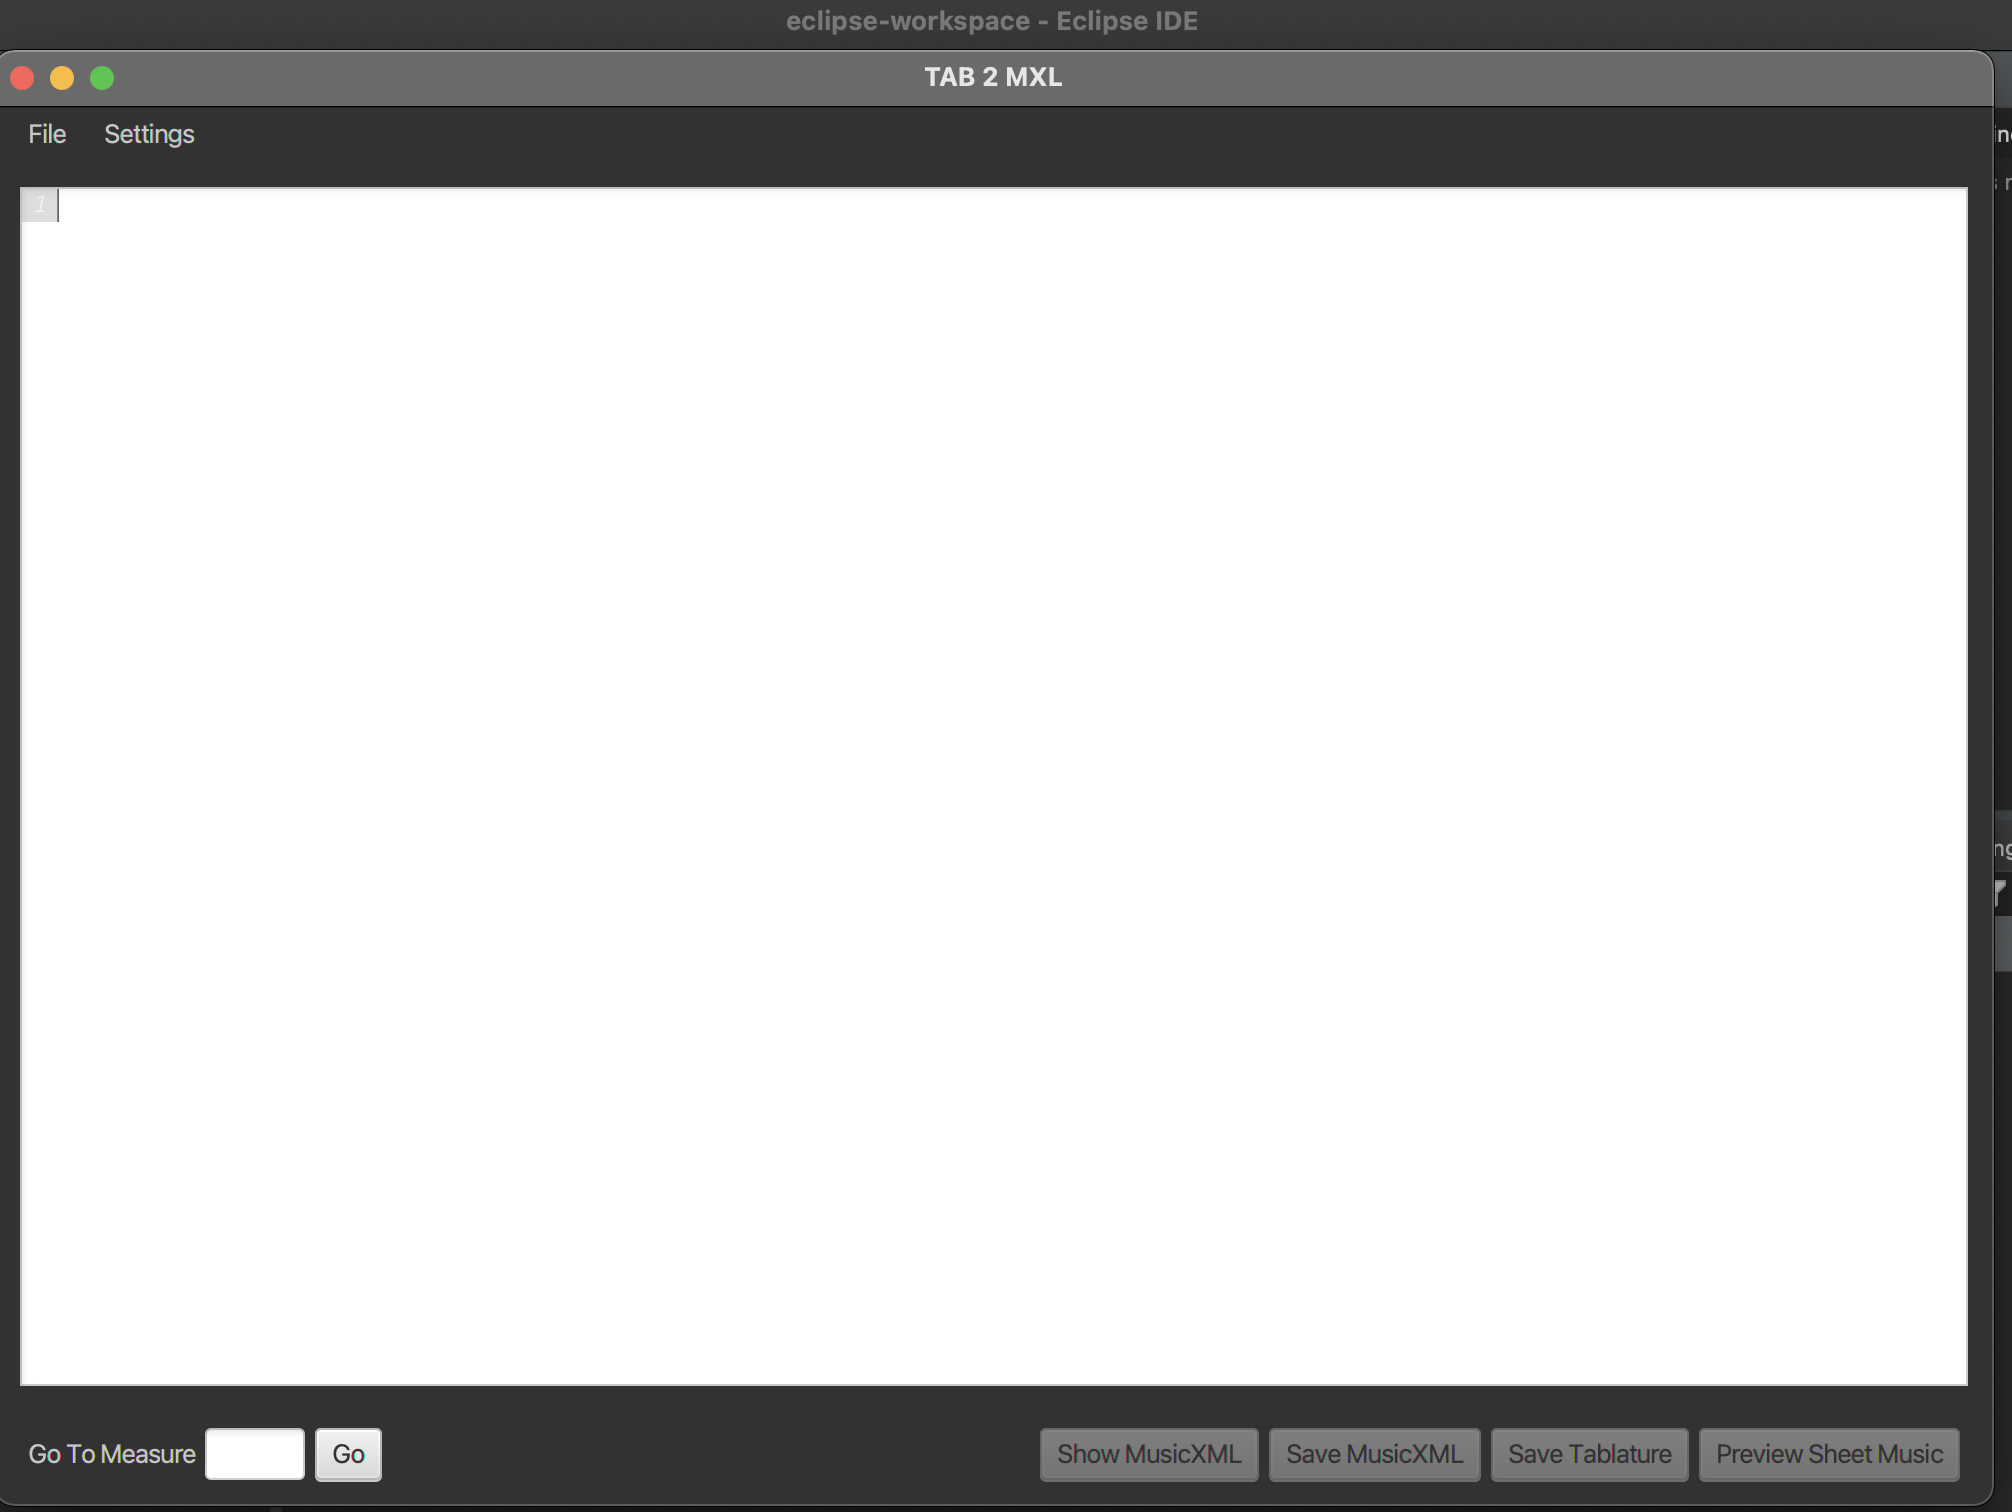 eclipse-workspace - Eclipse IDE
TAB 2 MXL
File Settings
1
Go To Measure Go Show MusicXML Save MusicXML Save Tablature Preview Sheet Music